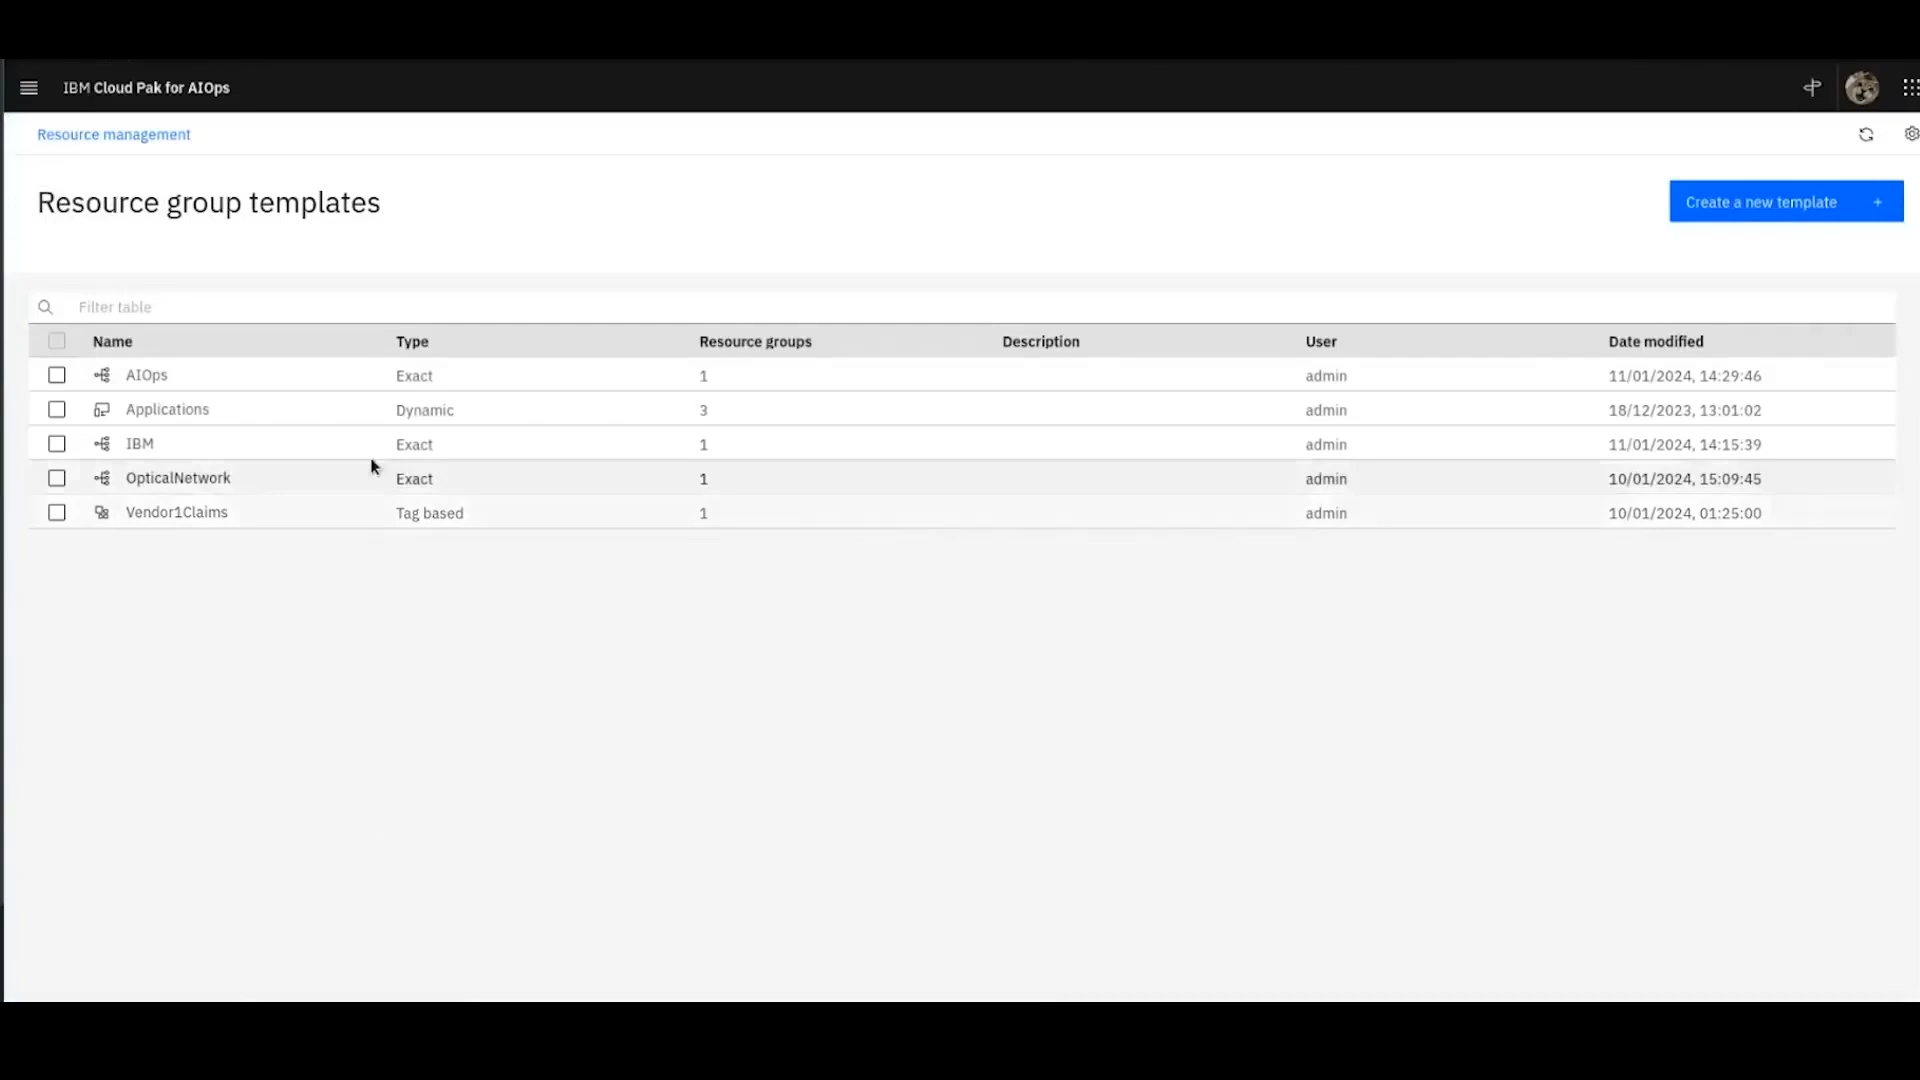 IBM Cloud Pak for AIOps
Resource management
Resource group templates
Create a new template +
Filter table
Name Type Resource groups Description User Date modified
AIOps Exact 1 admin 11/01/2024, 14:29:46
Applications Dynamic 3 admin 18/12/2023, 13:01:02
IBM Exact 1 admin 11/01/2024, 14:15:39
OpticalNetwork Exact 1 admin 10/01/2024, 15:09:45
Vendor1Claims Tag based 1 admin 10/01/2024, 01:25:00